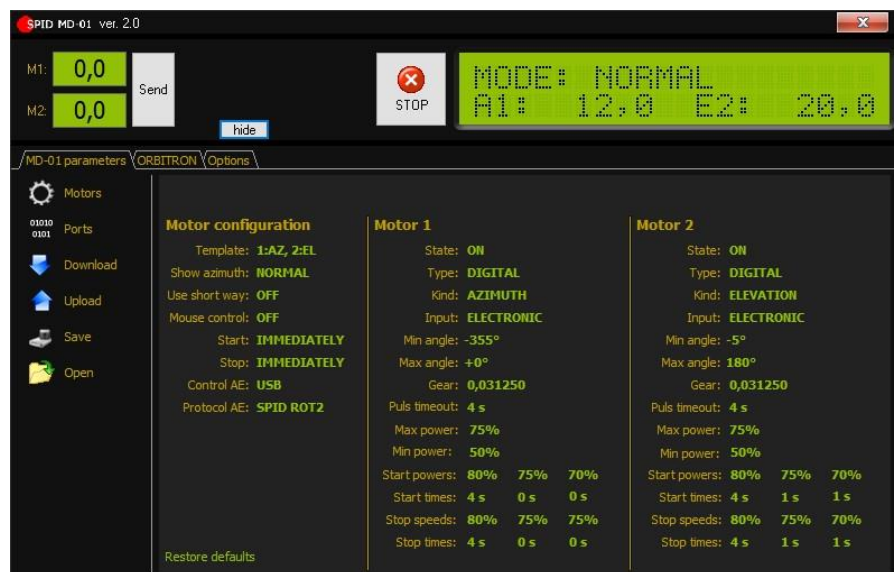 SPID MD-01 ver. 2.0
M1: 0,0
Send
M2: 0,0
hide
STOP
MODE: NORMAL
A1: 12,0 E2: 20,0
MD-01 parameters ORBITRON Options
Motors
01010
0101
Ports
Download
Upload
Save
Open
Motor configuration
Template: 1:AZ, 2:EL
Show azimuth: NORMAL
Use short way: OFF
Mouse control: OFF
Start: IMMEDIATELY
Stop: IMMEDIATELY
Control AE: USB
Protocol AE: SPID ROT2
Restore defaults
Motor 1
State: ON
Type: DIGITAL
Kind: AZIMUTH
Input: ELECTRONIC
Min angle: -355°
Max angle: +0°
Gear: 0,031250
Puls timeout: 4 s
Max power: 75%
Min power: 50%
Start powers: 80% 75% 70%
Start times: 4 s 0 s 0 s
Stop speeds: 80% 75% 75%
Stop times: 4 s 0 s 0 s
Motor 2
State: ON
Type: DIGITAL
Kind: ELEVATION
Input: ELECTRONIC
Min angle: -5°
Max angle: 180°
Gear: 0,031250
Puls timeout: 4 s
Max power: 75%
Min power: 50%
Start powers: 80% 75% 70%
Start times: 4 s 1 s 1 s
Stop speeds: 80% 75% 70%
Stop times: 4 s 1 s 1 s